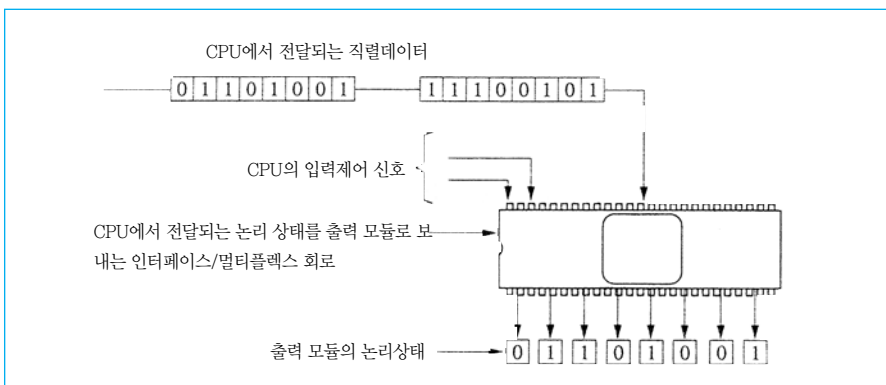 CPU에서 전달되는 직렬데이터
0 1 1 0 1 0 0 1 1 1 1 0 0 1 0 1
CPU의 입력제어 신호
CPU에서 전달되는 논리 상태를 출력 모듈로 보
내는 인터페이스/멀티플렉스 회로
출력 모듈의 논리상태
0 1 1 0 1 0 0 1